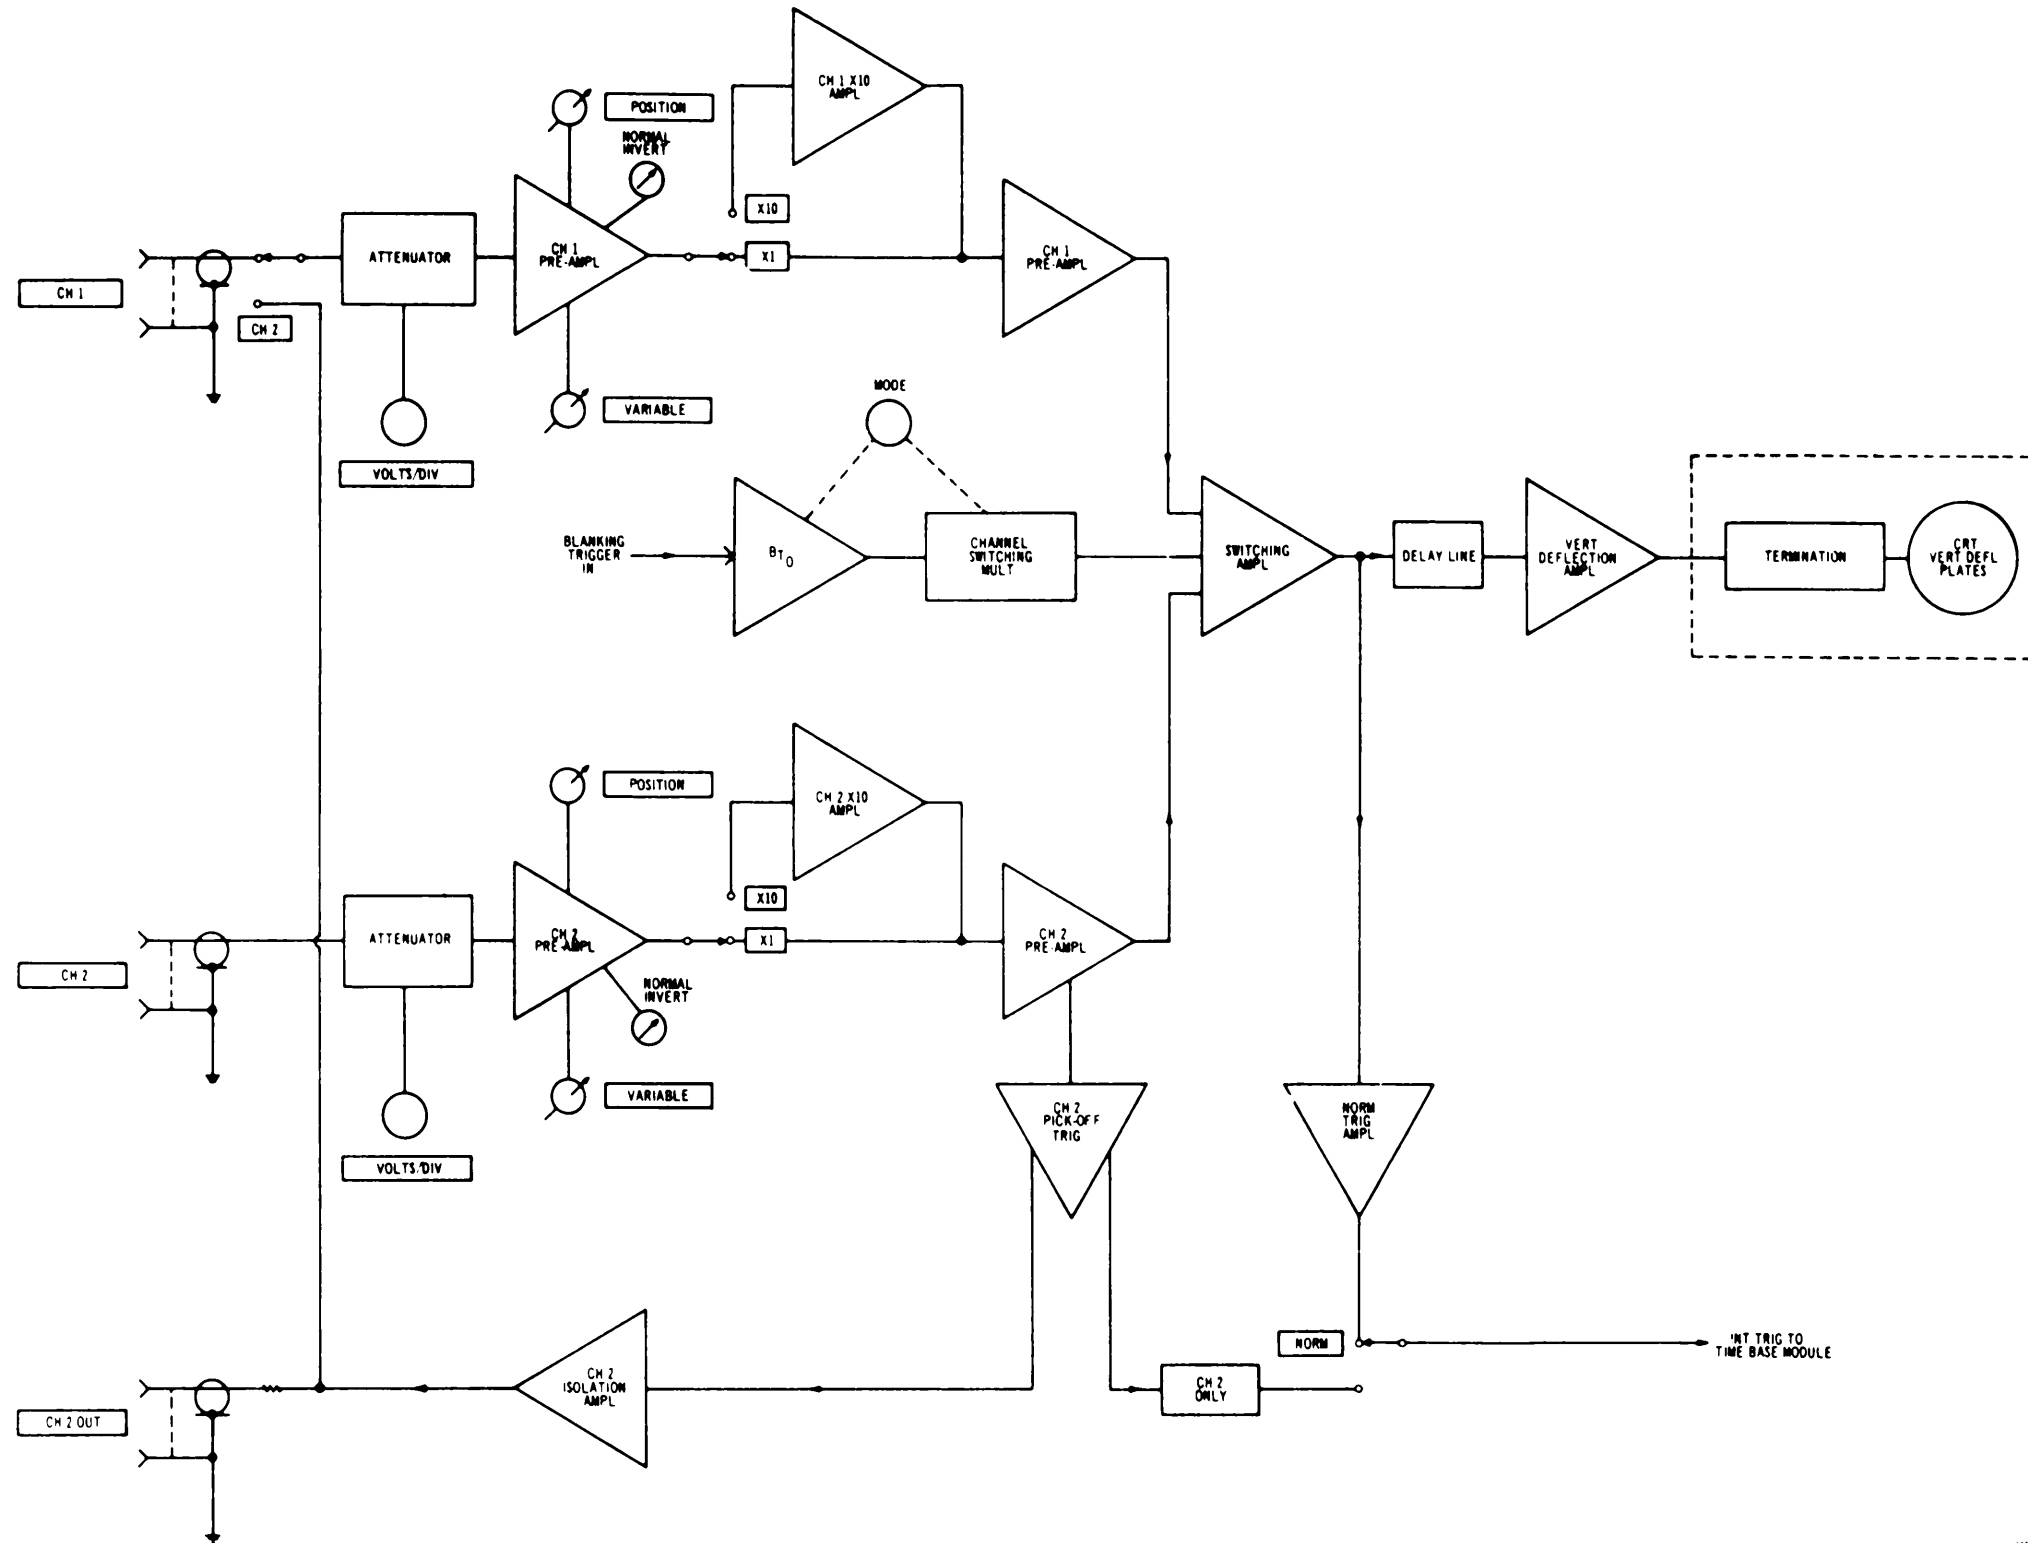 CH 1 X10
AMPL
POSITION
NORMAL
INVERT
X10
CH 1
ATTENUATOR
CH 1
PRE-AMPL
X1
CH 1
PRE-AMPL
CH 2
VOLTS/DIV
VARIABLE
MODE
BLANKING
TRIGGER
IN
BT0
CHANNEL
SWITCHING
MULT
SWITCHING
AMPL
DELAY LINE
VERT
DEFLECTION
AMPL
TERMINATION
CRT
VERT DEFL
PLATES
POSITION
CH 2 X10
AMPL
X10
CH 2
ATTENUATOR
CH 2
PRE-AMPL
X1
CH 2
PRE-AMPL
NORMAL
INVERT
VARIABLE
VOLTS/DIV
CH 2
PICK-OFF
TRIG
NORM
TRIG
AMPL
NORM
INT TRIG TO
TIME BASE MODULE
CH 2 OUT
CH 2
ISOLATION
AMPL
CH 2
ONLY